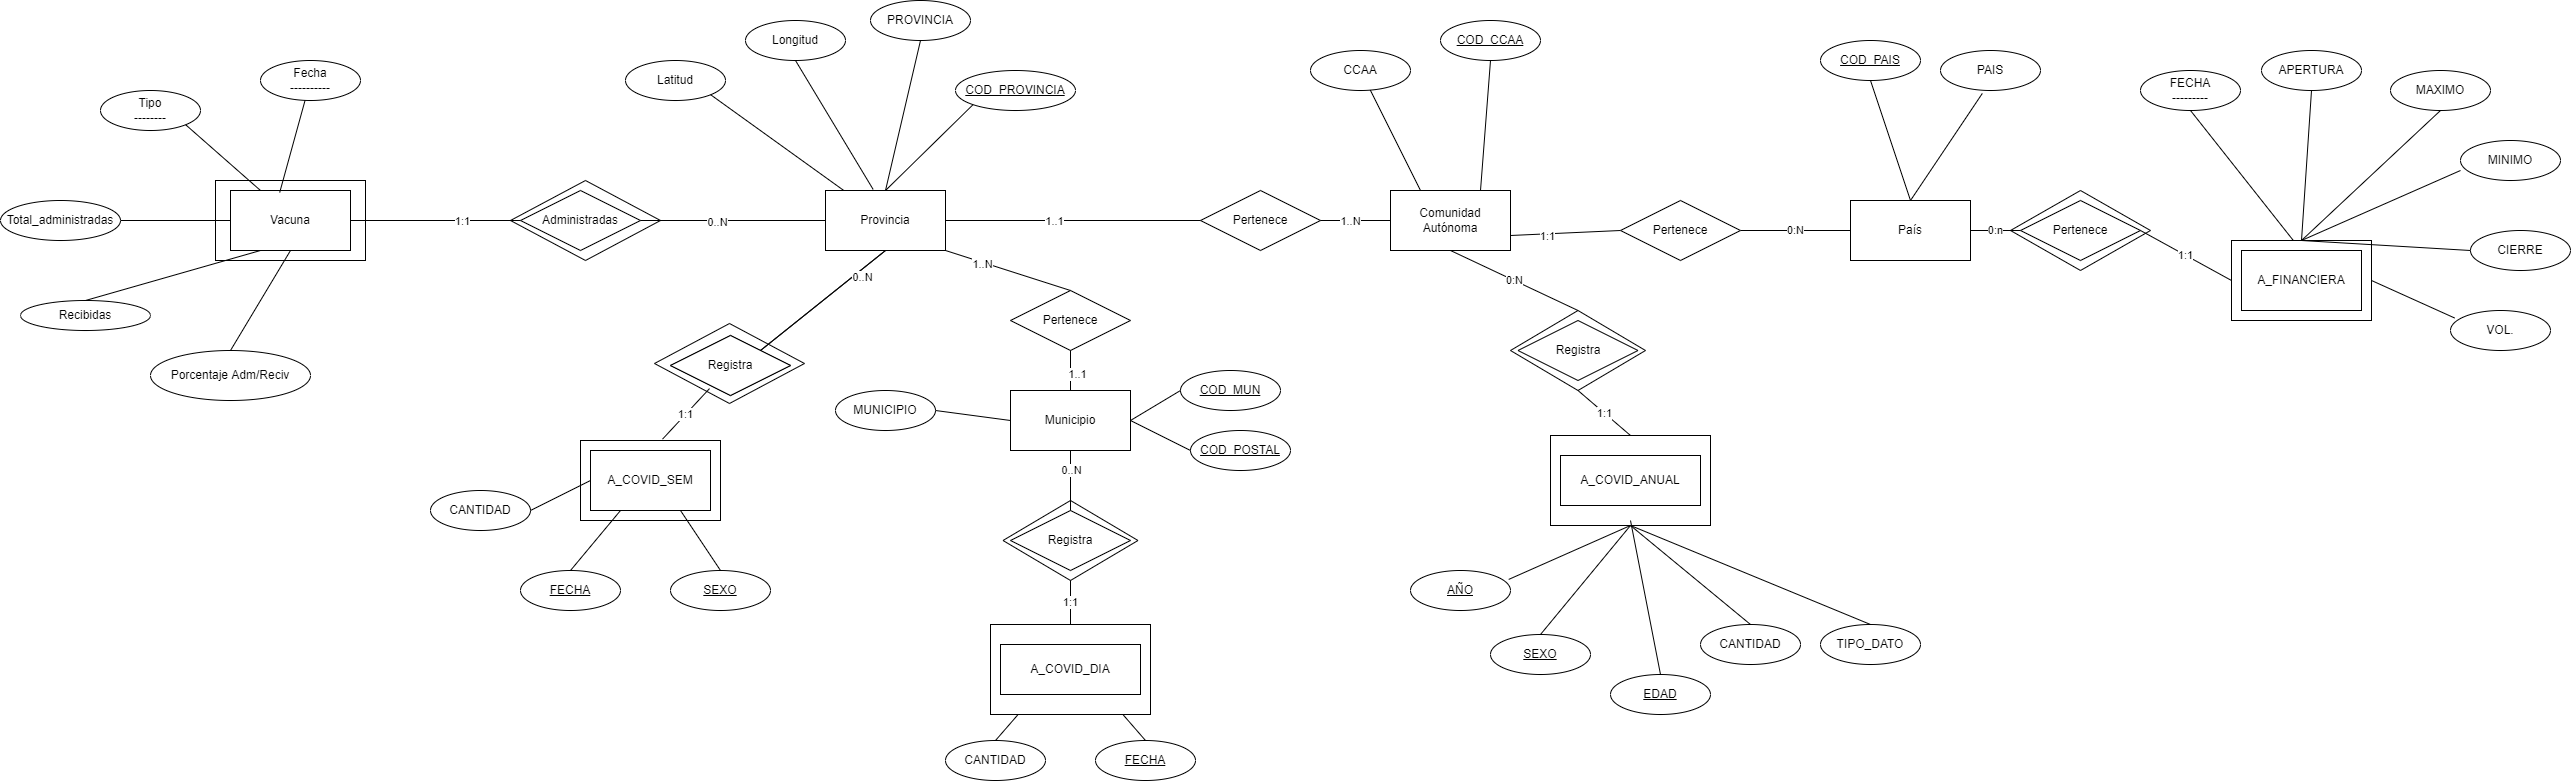 PROVINCIA
Longitud
COD_CCAA
Latitud
COD_PROVINCIA
CCAA
COD_PAIS
PAIS
Fecha
----------
Tipo
--------
FECHA
---------
APERTURA
MAXIMO
MINIMO
CIERRE
VOL.
Total_administradas
Vacuna
1:1
Administradas
0..N
Provincia
1..1
Pertenece
1..N
Comunidad
Autónoma
1:1
Pertenece
0:N
País
0:n
Pertenece
1:1
A_FINANCIERA
Recibidas
Porcentaje Adm/Reciv
0..N
Registra
1:1
A_COVID_SEM
CANTIDAD
FECHA
SEXO
1..N
Pertenece
1..1
MUNICIPIO
Municipio
COD_MUN
COD_POSTAL
0..N
Registra
1:1
A_COVID_DIA
CANTIDAD
FECHA
0:N
Registra
1:1
A_COVID_ANUAL
AÑO
SEXO
EDAD
CANTIDAD
TIPO_DATO